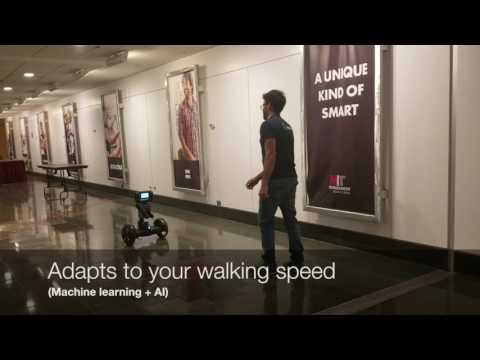 A UNIQUE
KIND OF
SMART
Adapts to your walking speed
(Machine learning + AI)